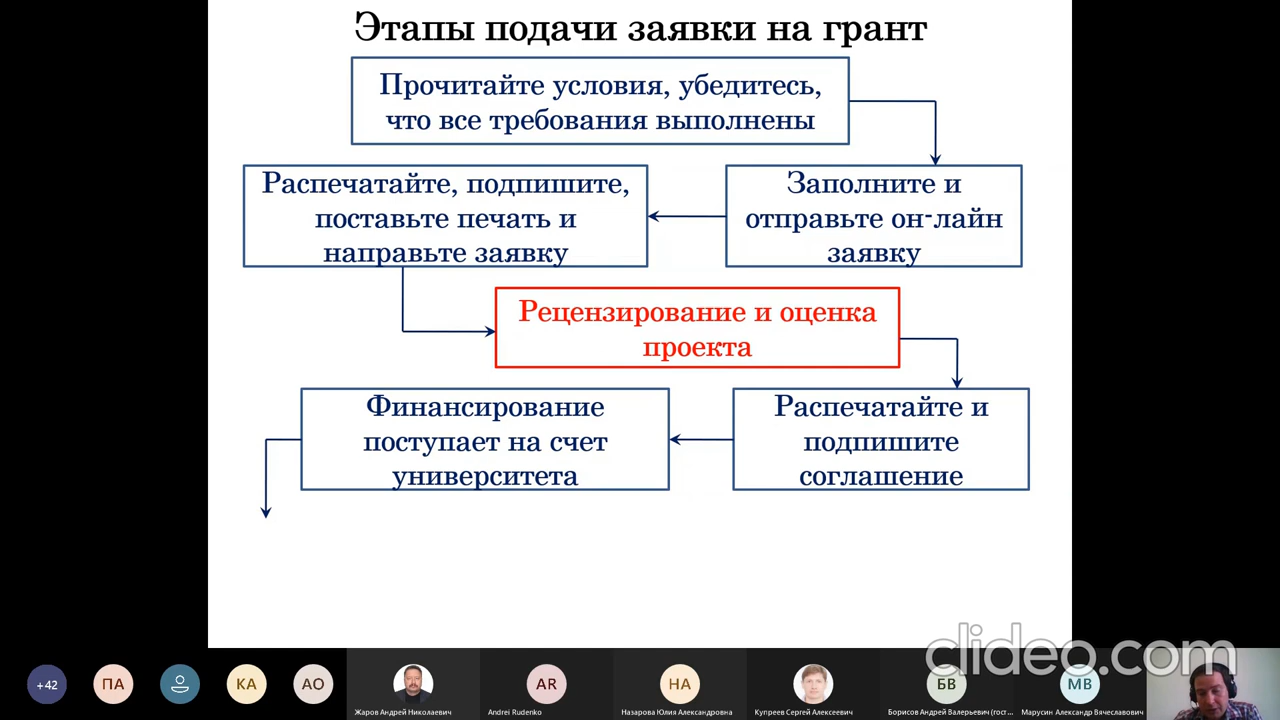 Этапы подачи заявки на грант
Прочитайте условия, убедитесь,
что все требования выполнены
Распечатайте, подпишите,
поставьте печать и
направьте заявку
Заполните и
отправьте он-лайн
заявку
Рецензирование и оценка
проекта
Финансирование
поступает на счет
университета
Распечатайте и
подпишите
соглашение
clideo.com
+42
ПА
КА
АО
Жаров Андрей Николаевич
AR
Andrei Rudenko
НА
Назарова Юлия Александровна
Купреев Сергей Алексеевич
БВ
Борисов Андрей Валерьевич (гост...
МВ
Марусин Александр Вячеславович